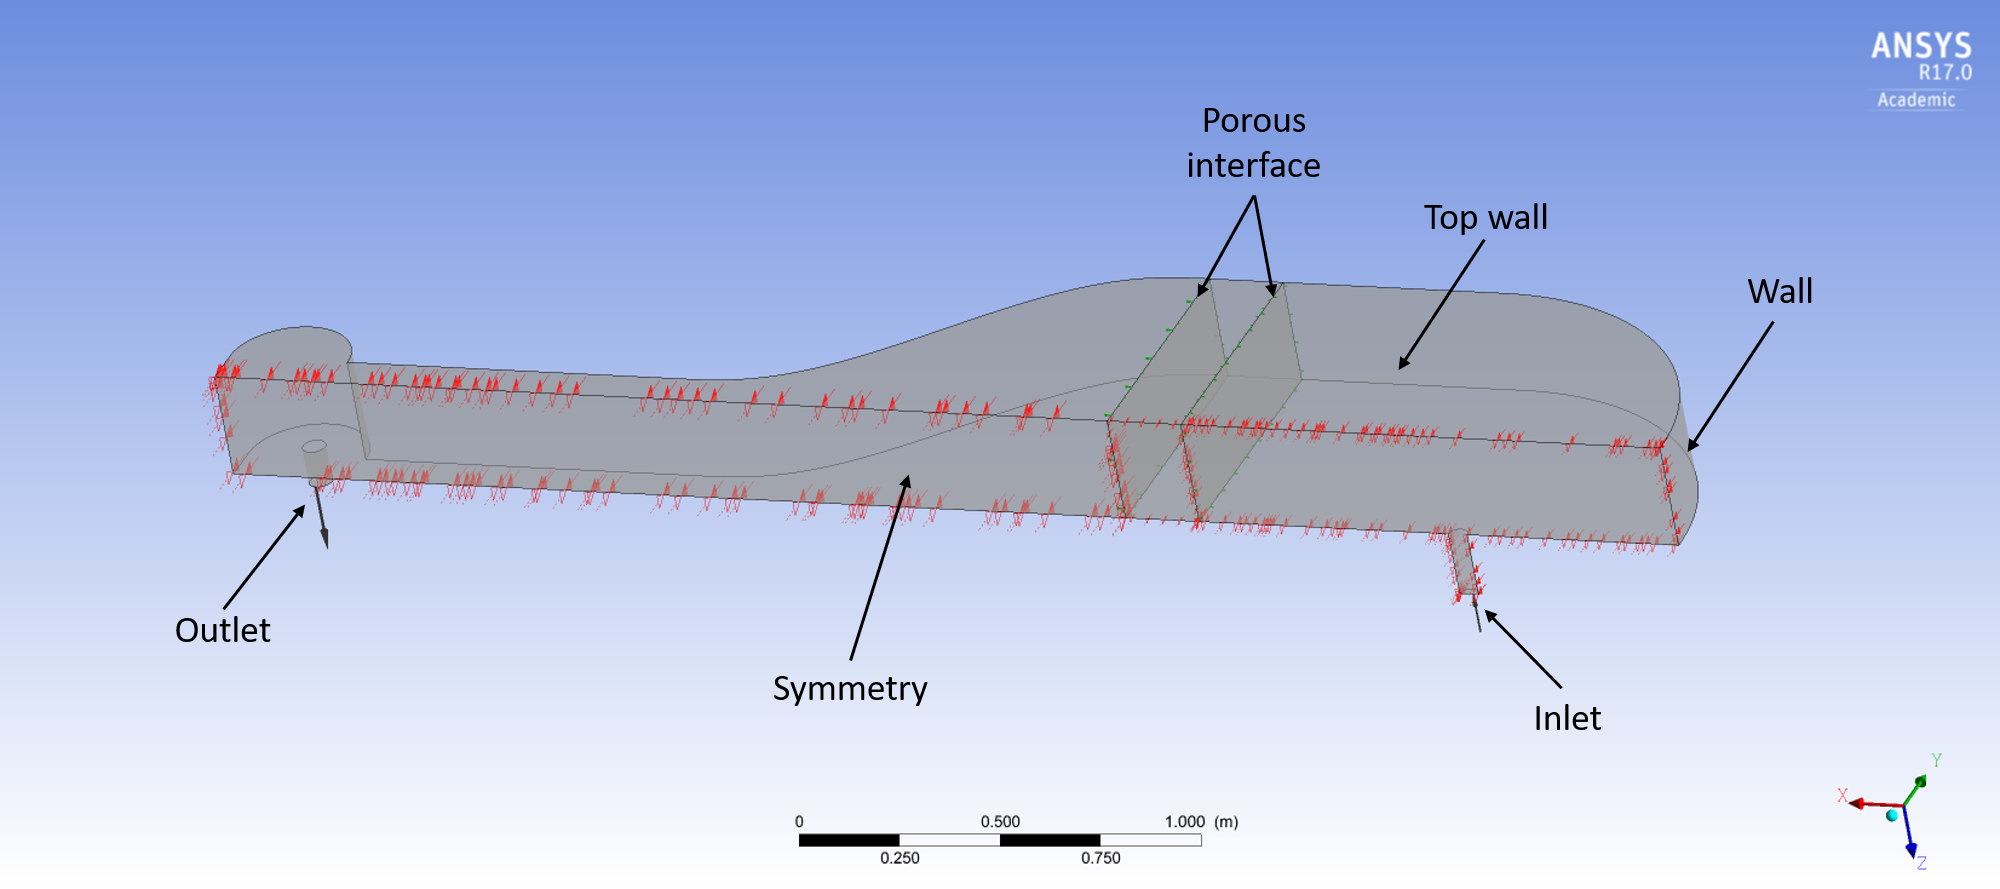 ANSYS
R17.0
Academic
Porous
interface
Top wall
Wall
Outlet
Symmetry
Inlet
0 0.500 1.000 (m)
0.250 0.750
X
Y
Z